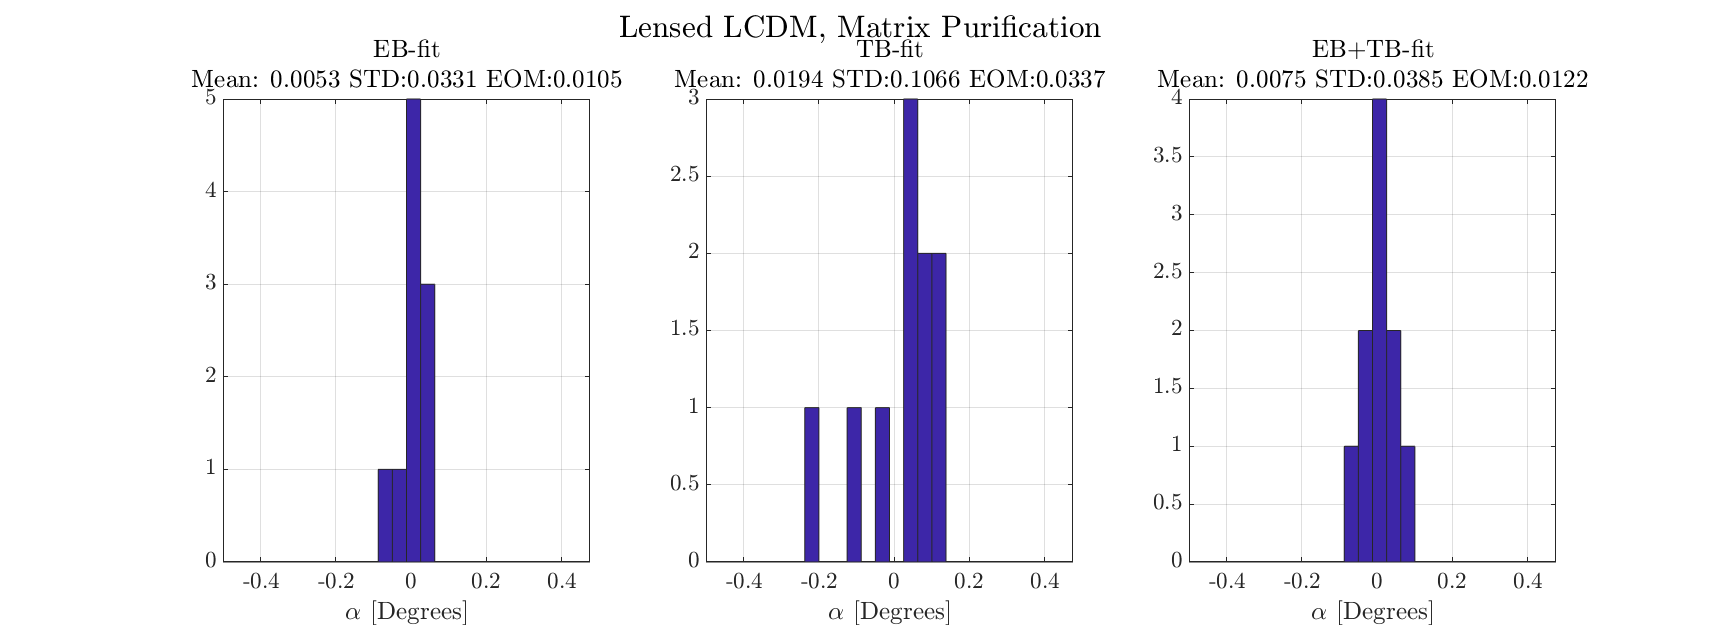 Lensed LCDM, Matrix Purification
EB-fit
Mean: 0.0053 STD:0.0331 EOM:0.0105
5
4
3
2
1
0
-0.4 -0.2 0 0.2 0.4
α [Degrees]
TB-fit
Mean: 0.0194 STD:0.1066 EOM:0.0337
3
2.5
2
1.5
1
0.5
0
-0.4 -0.2 0 0.2 0.4
α [Degrees]
EB+TB-fit
Mean: 0.0075 STD:0.0385 EOM:0.0122
4
3.5
3
2.5
2
1.5
1
0.5
0
-0.4 -0.2 0 0.2 0.4
α [Degrees]